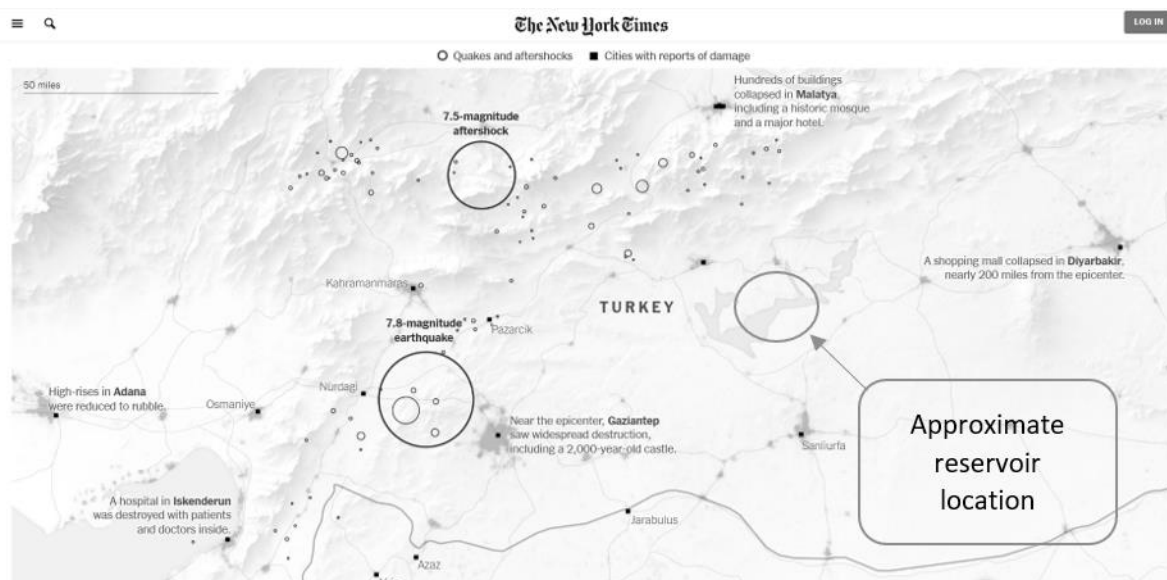 The New York Times
LOG IN
Quakes and aftershocks
Cities with reports of damage
50 miles
Hundreds of buildings
collapsed in Malatya,
including a historic mosque
and a major hotel.
7.5-magnitude
aftershock
A shopping mall collapsed in Diyarbakir,
nearly 200 miles from the epicenter.
Kahramanmaras
TURKEY
7.8-magnitude
earthquake
Pazarcik
High-rises in Adana
were reduced to rubble.
Osmaniye
Nurdagi
Near the epicenter, Gaziantep
saw widespread destruction,
including a 2,000-year-old castle.
Sanliurfa
Approximate
reservoir
location
A hospital in Iskenderun
was destroyed with patients
and doctors inside.
Jarabulus
Azaz